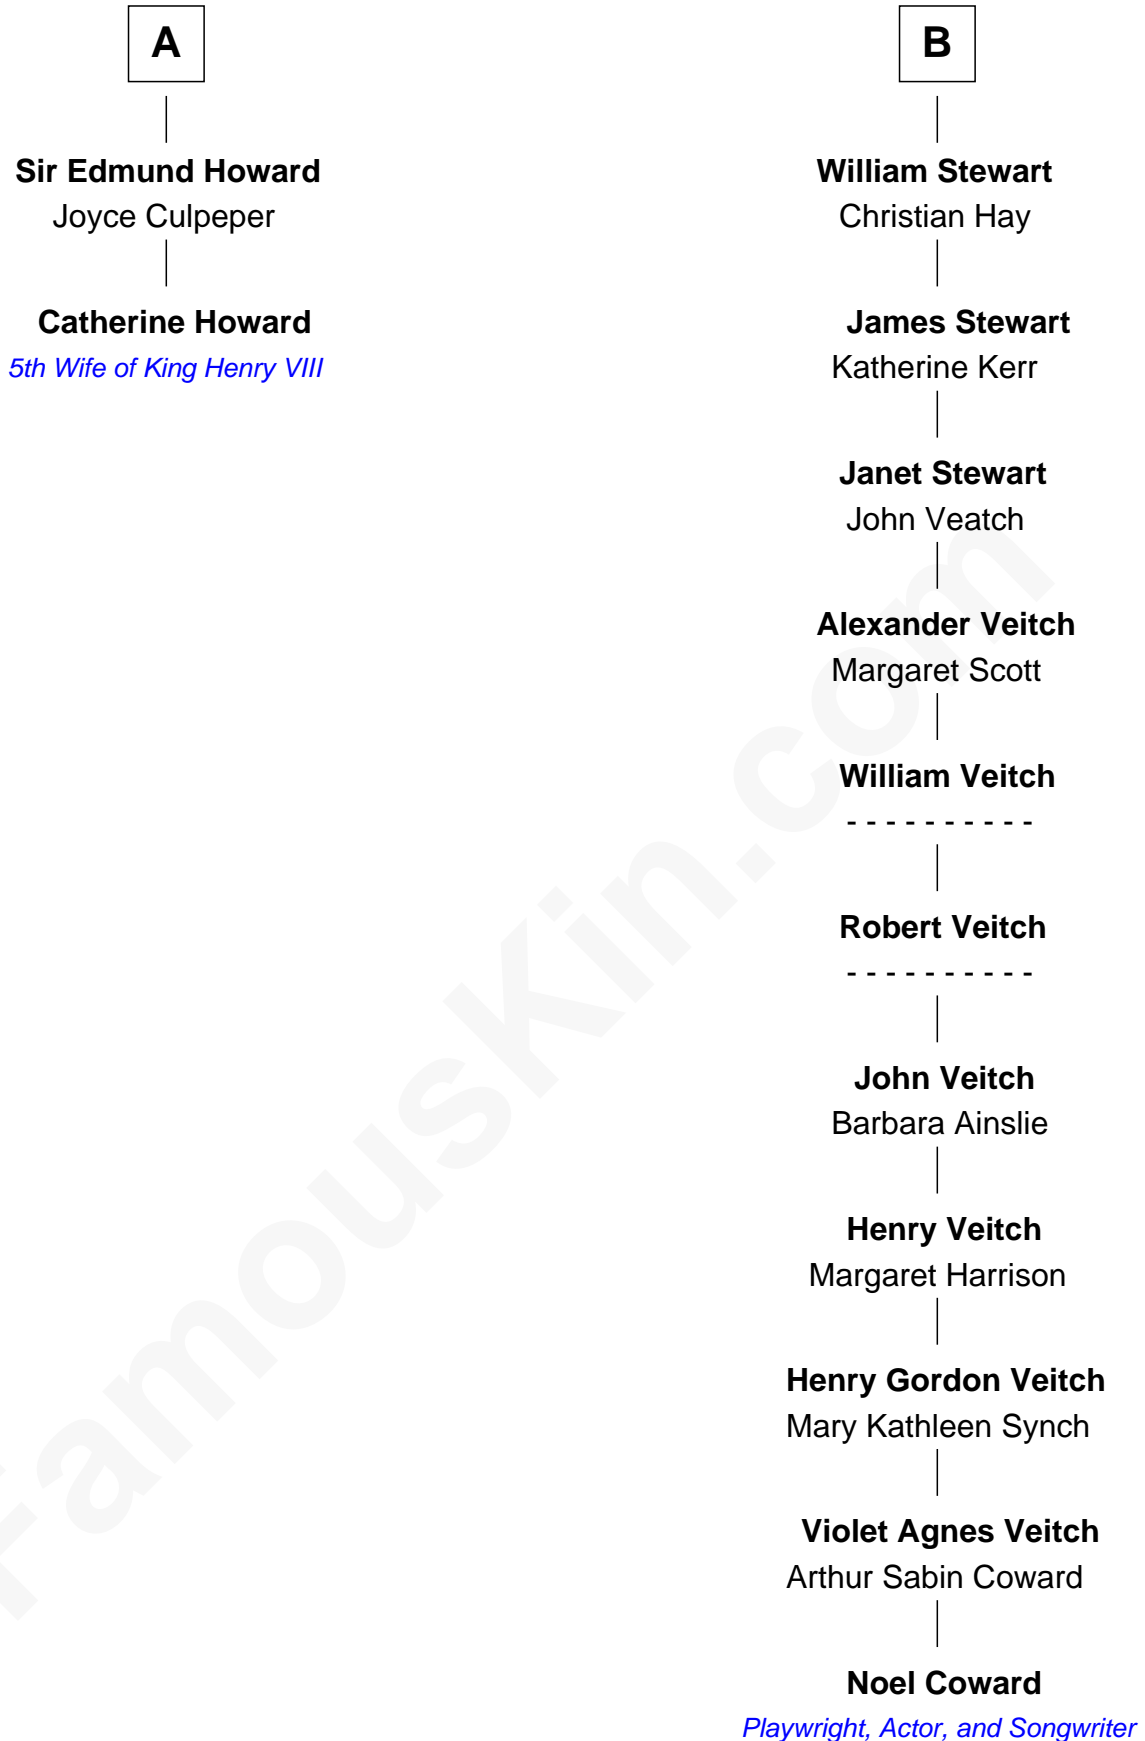 A
Sir Edmund Howard
Joyce Culpeper
Catherine Howard
5th Wife of King Henry VIII
B
William Stewart
Christian Hay
James Stewart
Katherine Kerr
Janet Stewart
John Veatch
Alexander Veitch
Margaret Scott
William Veitch
- - - - - - - - - -
Robert Veitch
- - - - - - - - - -
John Veitch
Barbara Ainslie
Henry Veitch
Margaret Harrison
Henry Gordon Veitch
Mary Kathleen Synch
Violet Agnes Veitch
Arthur Sabin Coward
Noel Coward
Playwright, Actor, and Songwriter
FamousKin.com